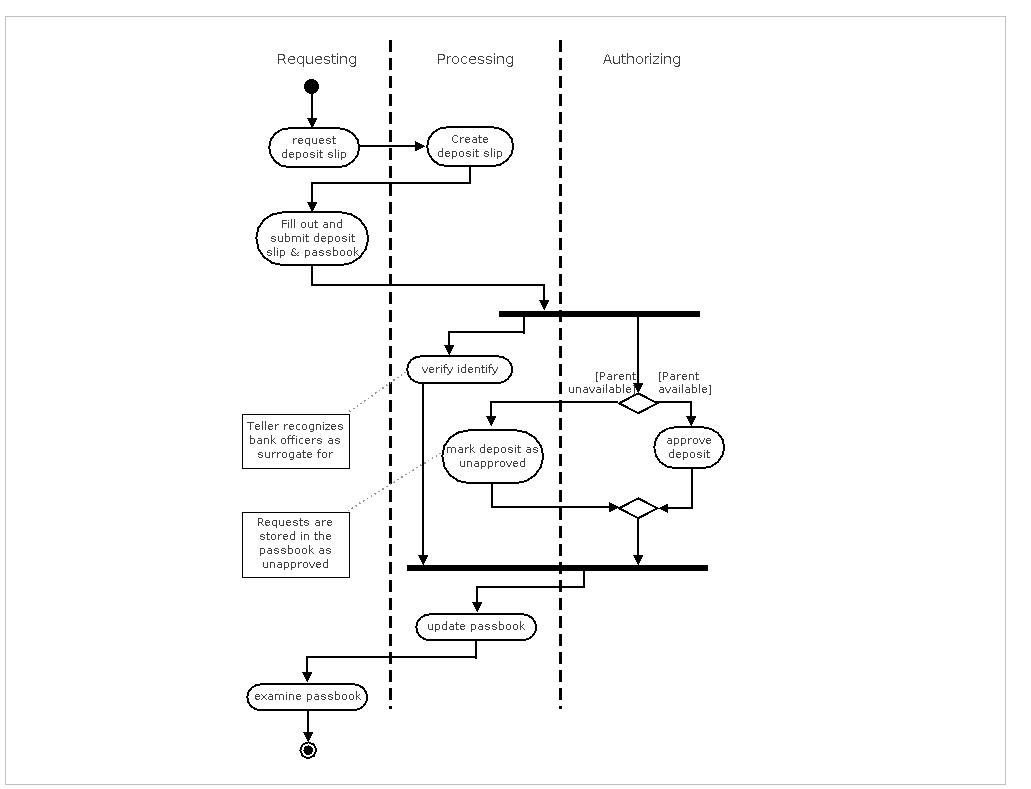 Requesting
Processing
Authorizing
request
deposit slip
Create
deposit slip
Fill out and
submit deposit
slip & passbook
verify identify
[Parent
unavailable]
[Parent
available]
Teller recognizes
bank officers as
surrogate for
mark deposit as
unapproved
approve
deposit
Requests are
stored in the
passbook as
unapproved
update passbook
examine passbook